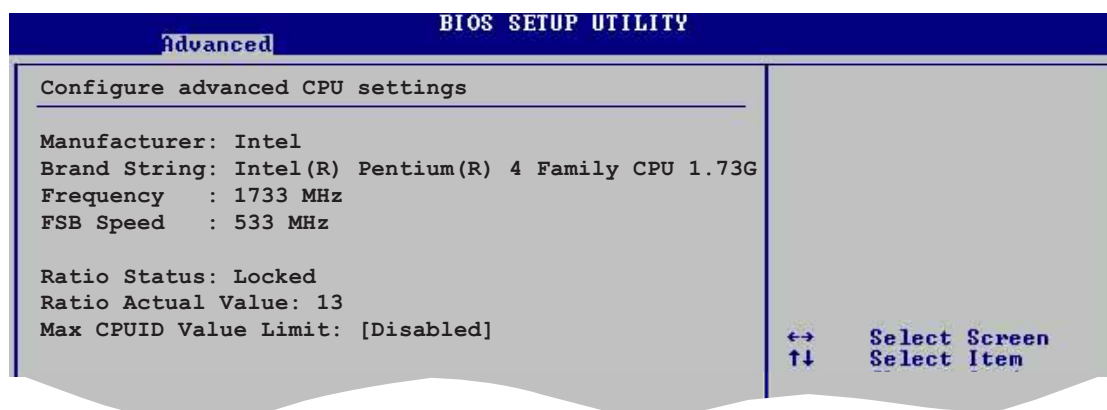 BIOS SETUP UTILITY
Advanced
Configure advanced CPU settings
Manufacturer: Intel
Brand String: Intel(R) Pentium(R) 4 Family CPU 1.73G
Frequency   : 1733 MHz
FSB Speed   : 533 MHz
Ratio Status: Locked
Ratio Actual Value: 13
Max CPUID Value Limit: [Disabled]
←→ Select Screen
↑↓ Select Item